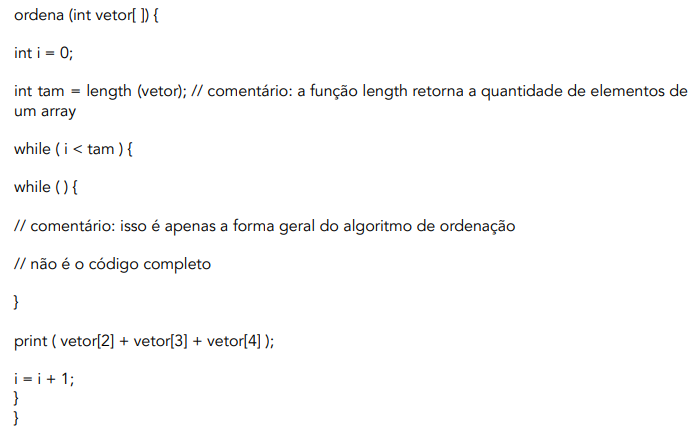 ordena (int vetor[ ]) {
int i = 0;
int tam = length (vetor); // comentário: a função length retorna a quantidade de elementos de
um array
while ( i < tam ) {
while ( ) {
// comentário: isso é apenas a forma geral do algoritmo de ordenação
// não é o código completo
}
print ( vetor[2] + vetor[3] + vetor[4] );
i = i + 1;
}
}